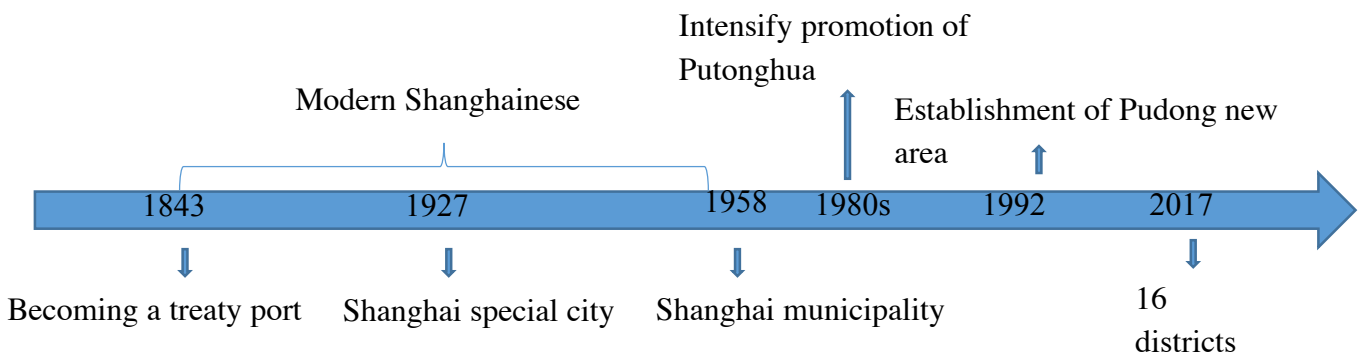 Intensify promotion of
Putonghua
Modern Shanghainese
Establishment of Pudong new
area
1843
1927
1958
1980s
1992
2017
Becoming a treaty port
Shanghai special city
Shanghai municipality
16
districts